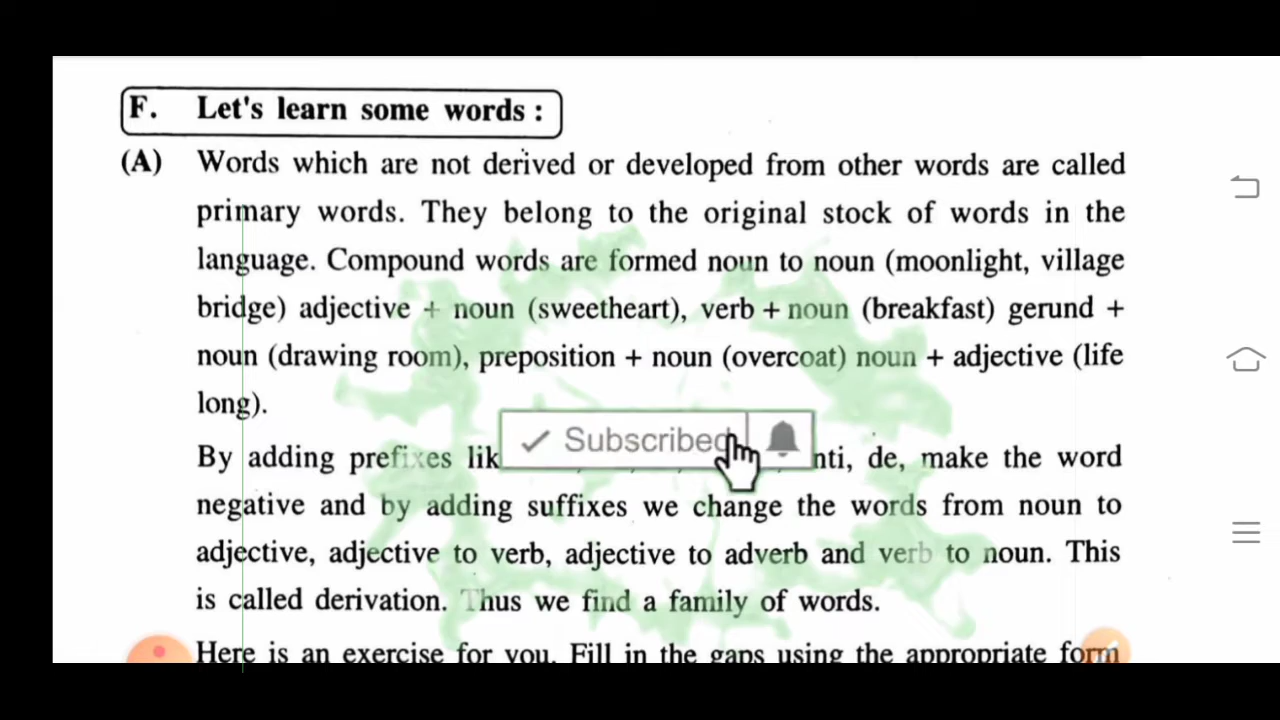 F. Let's learn some words :
(A) Words which are not derived or developed from other words are called
primary words. They belong to the original stock of words in the
language. Compound words are formed noun to noun (moonlight, village
bridge) adjective + noun (sweetheart), verb + noun (breakfast) gerund +
noun (drawing room), preposition + noun (overcoat) noun + adjective (life
long).
By adding prefixes lik nti, de, make the word
Subscribed
negative and by adding suffixes we change the words from noun to
adjective, adjective to verb, adjective to adverb and verb to noun. This
is called derivation. Thus we find a family of words.
Here is an exercise for you. Fill in the gaps using the appropriate form